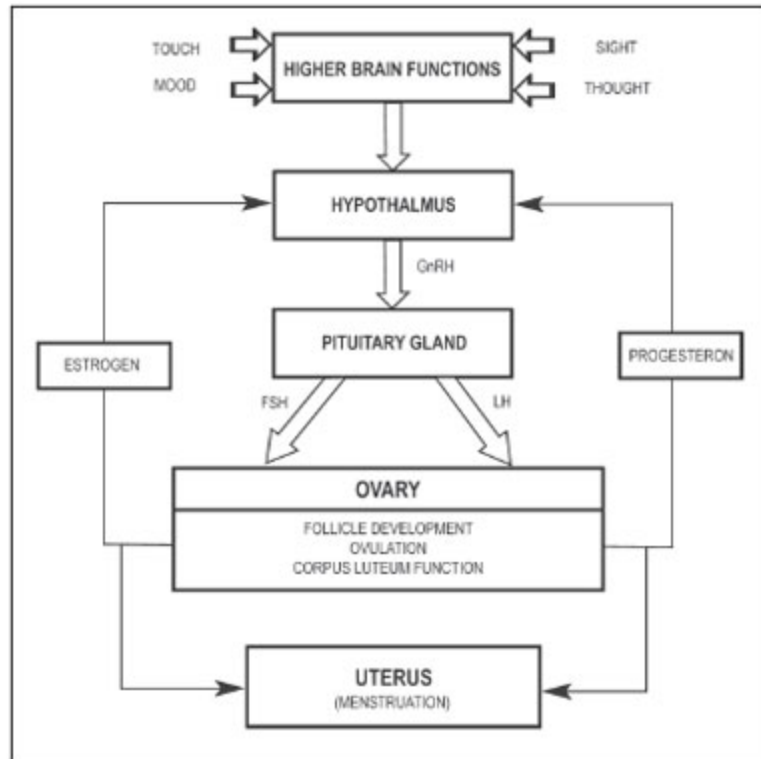 TOUCH
SIGHT
HIGHER BRAIN FUNCTIONS
MOOD
THOUGHT
HYPOTHALMUS
GnRH
PITUITARY GLAND
ESTROGEN
PROGESTERON
FSH
LH
OVARY
FOLLICLE DEVELOPMENT
OVULATION
CORPUS LUTEUM FUNCTION
UTERUS
(MENSTRUATION)